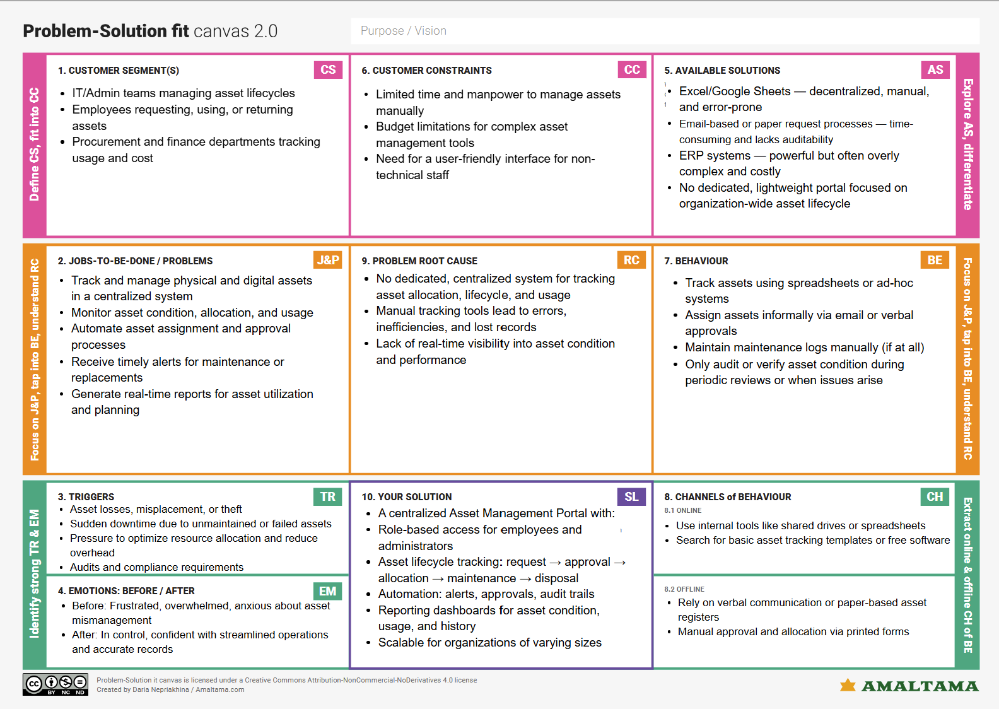 Problem-Solution fit canvas 2.0
Purpose / Vision
Define CS, fit into CC
1. CUSTOMER SEGMENT(S)
CS
• IT/Admin teams managing asset lifecycles
• Employees requesting, using, or returning
assets
• Procurement and finance departments tracking
usage and cost
6. CUSTOMER CONSTRAINTS
CC
• Limited time and manpower to manage assets
manually
• Budget limitations for complex asset
management tools
• Need for a user-friendly interface for non-
technical staff
5. AVAILABLE SOLUTIONS
AS
• Excel/Google Sheets — decentralized, manual,
and error-prone
• Email-based or paper request processes — time-
consuming and lacks auditability
• ERP systems — powerful but often overly
complex and costly
• No dedicated, lightweight portal focused on
organization-wide asset lifecycle
Explore AS, differentiate
Focus on J&P, tap into BE, understand RC
2. JOBS-TO-BE-DONE / PROBLEMS
J&P
• Track and manage physical and digital assets
in a centralized system
• Monitor asset condition, allocation, and usage
• Automate asset assignment and approval
processes
• Receive timely alerts for maintenance or
replacements
• Generate real-time reports for asset utilization
and planning
9. PROBLEM ROOT CAUSE
RC
• No dedicated, centralized system for tracking
asset allocation, lifecycle, and usage
• Manual tracking tools lead to errors,
inefficiencies, and lost records
• Lack of real-time visibility into asset condition
and performance
7. BEHAVIOUR
BE
• Track assets using spreadsheets or ad-hoc
systems
• Assign assets informally via email or verbal
approvals
• Maintain maintenance logs manually (if at all)
• Only audit or verify asset condition during
periodic reviews or when issues arise
Focus on J&P, tap into BE, understand RC
Identify strong TR & EM
3. TRIGGERS
TR
• Asset losses, misplacement, or theft
• Sudden downtime due to unmaintained or failed assets
• Pressure to optimize resource allocation and reduce
overhead
• Audits and compliance requirements
4. EMOTIONS: BEFORE / AFTER
EM
• Before: Frustrated, overwhelmed, anxious about asset
mismanagement
• After: In control, confident with streamlined operations
and accurate records
10. YOUR SOLUTION
SL
• A centralized Asset Management Portal with:
• Role-based access for employees and
administrators
• Asset lifecycle tracking: request → approval →
allocation → maintenance → disposal
• Automation: alerts, approvals, audit trails
• Reporting dashboards for asset condition,
usage, and history
• Scalable for organizations of varying sizes
8. CHANNELS of BEHAVIOUR
CH
8.1 ONLINE
• Use internal tools like shared drives or spreadsheets
• Search for basic asset tracking templates or free software
8.2 OFFLINE
• Rely on verbal communication or paper-based asset
registers
• Manual approval and allocation via printed forms
Extract online & offline CH of BE
cc BY NC ND
Problem-Solution it canvas is licensed under a Creative Commons Attribution-NonCommercial-NoDerivatives 4.0 license
Created by Daria Nepriakhina / Amaltama.com
AMALTAMA